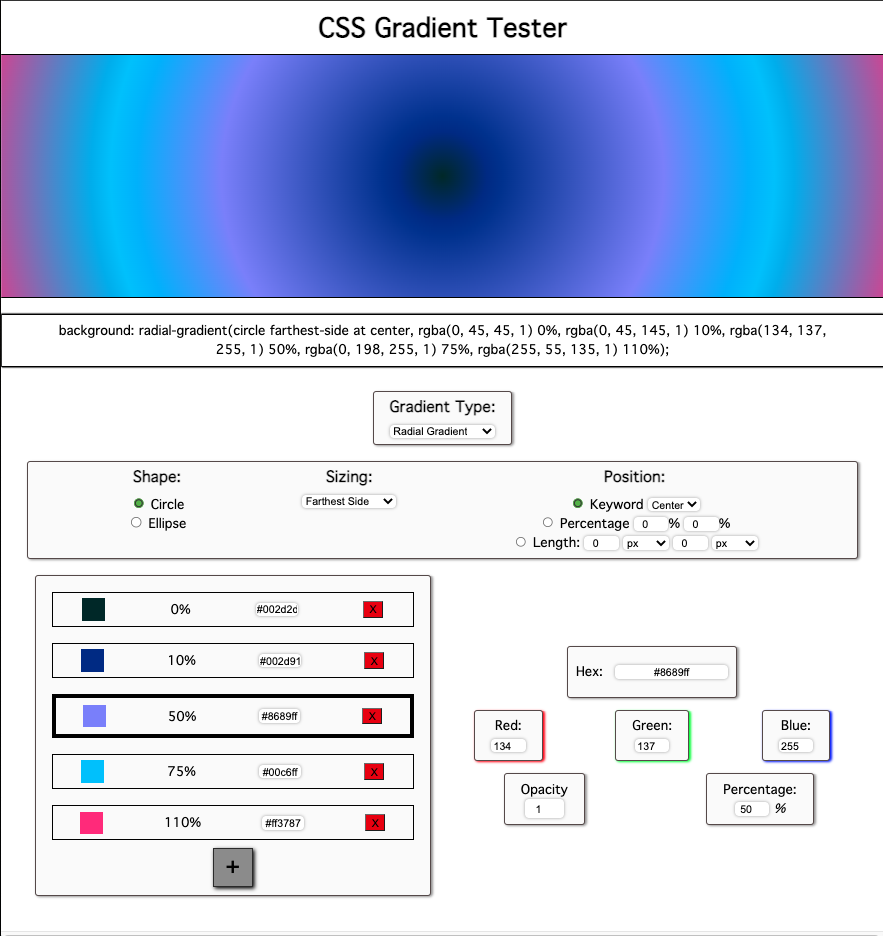 CSS Gradient Tester
background: radial-gradient(circle farthest-side at center, rgba(0, 45, 45, 1) 0%, rgba(0, 45, 145, 1) 10%, rgba(134, 137,
255, 1) 50%, rgba(0, 198, 255, 1) 75%, rgba(255, 55, 135, 1) 110%);
Gradient Type:
Radial Gradient
Shape: Sizing: Position:
Circle Farthest Side Keyword Center
Ellipse Percentage 0 % 0 %
Length: 0 px 0 px
0% #002d2d X
10% #002d91 X
50% #8689ff X
75% #00c6ff X
110% #ff3787 X
+
Hex: #8689ff
Red: Green: Blue:
134 137 255
Opacity Percentage:
1 50 %